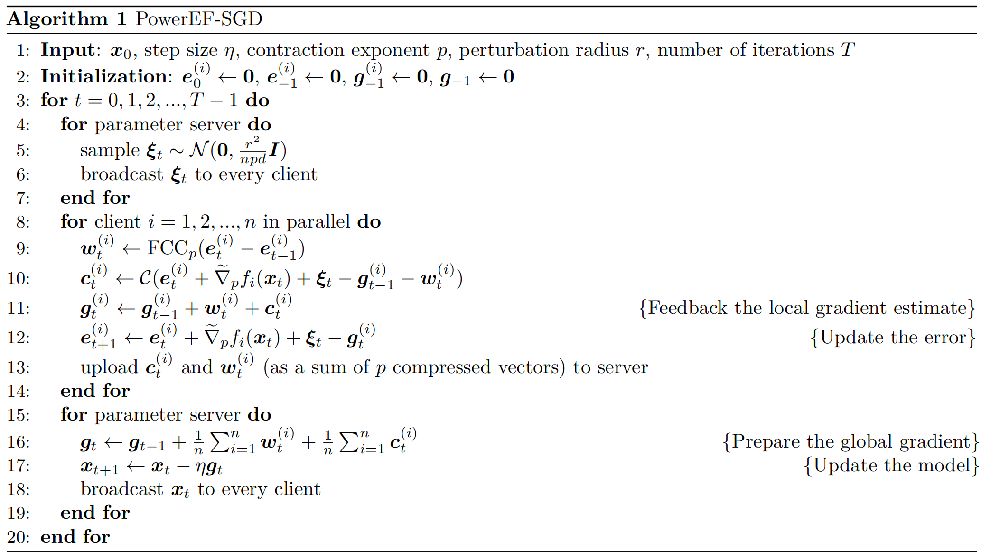 Algorithm 1 PowerEF-SGD
1: Input: $\boldsymbol{x}_0$, step size $\eta$, contraction exponent $p$, perturbation radius $r$, number of iterations $T$
2: Initialization: $\boldsymbol{e}_0^{(i)} \leftarrow \boldsymbol{0}$, $\boldsymbol{e}_{-1}^{(i)} \leftarrow \boldsymbol{0}$, $\boldsymbol{g}_{-1}^{(i)} \leftarrow \boldsymbol{0}$, $\boldsymbol{g}_{-1} \leftarrow \boldsymbol{0}$
3: for $t = 0, 1, 2, ..., T - 1$ do
4: for parameter server do
5: sample $\boldsymbol{\xi}_t \sim \mathcal{N}(\boldsymbol{0}, \frac{r^2}{npd}\boldsymbol{I})$
6: broadcast $\boldsymbol{\xi}_t$ to every client
7: end for
8: for client $i = 1, 2, ..., n$ in parallel do
9: $\boldsymbol{w}_t^{(i)} \leftarrow \mathrm{FCC}_p(\boldsymbol{e}_t^{(i)} - \boldsymbol{e}_{t-1}^{(i)})$
10: $\boldsymbol{c}_t^{(i)} \leftarrow \mathcal{C}(\boldsymbol{e}_t^{(i)} + \widetilde{\nabla}_p f_i(\boldsymbol{x}_t) + \boldsymbol{\xi}_t - \boldsymbol{g}_{t-1}^{(i)} - \boldsymbol{w}_t^{(i)})$
11: $\boldsymbol{g}_t^{(i)} \leftarrow \boldsymbol{g}_{t-1}^{(i)} + \boldsymbol{w}_t^{(i)} + \boldsymbol{c}_t^{(i)}$ {Feedback the local gradient estimate}
12: $\boldsymbol{e}_{t+1}^{(i)} \leftarrow \boldsymbol{e}_t^{(i)} + \widetilde{\nabla}_p f_i(\boldsymbol{x}_t) + \boldsymbol{\xi}_t - \boldsymbol{g}_t^{(i)}$ {Update the error}
13: upload $\boldsymbol{c}_t^{(i)}$ and $\boldsymbol{w}_t^{(i)}$ (as a sum of $p$ compressed vectors) to server
14: end for
15: for parameter server do
16: $\boldsymbol{g}_t \leftarrow \boldsymbol{g}_{t-1} + \frac{1}{n}\sum_{i=1}^n \boldsymbol{w}_t^{(i)} + \frac{1}{n}\sum_{i=1}^n \boldsymbol{c}_t^{(i)}$ {Prepare the global gradient}
17: $\boldsymbol{x}_{t+1} \leftarrow \boldsymbol{x}_t - \eta \boldsymbol{g}_t$ {Update the model}
18: broadcast $\boldsymbol{x}_t$ to every client
19: end for
20: end for